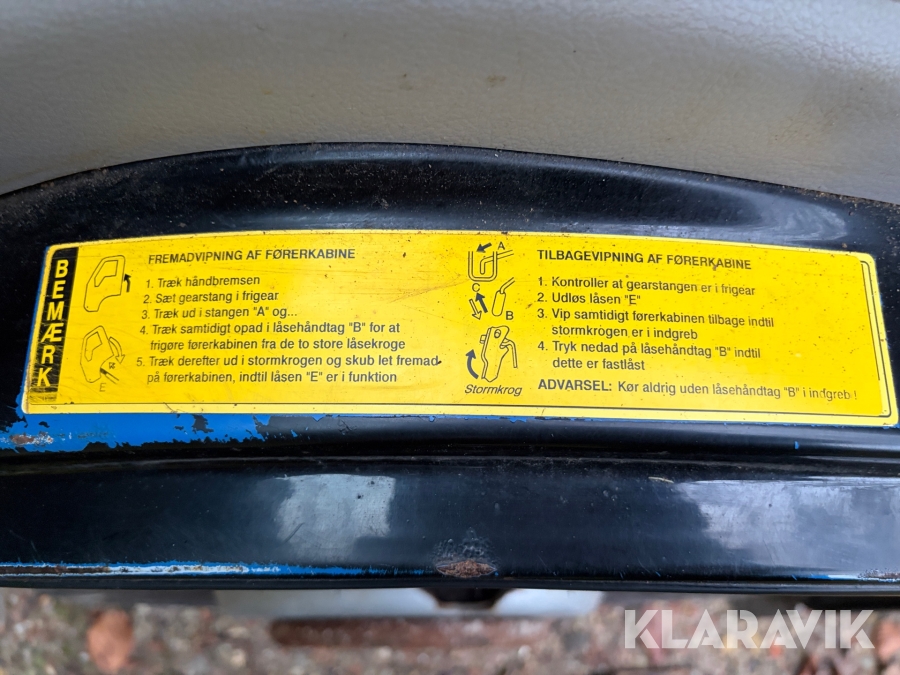 BEMÆRK
FREMADVIPNING AF FØRERKABINE
1. Træk håndbremsen
2. Sæt gearstang i frigear
3. Træk ud i stangen "A" og...
4. Træk samtidigt opad i låsehåndtag "B" for at
frigøre førerkabinen fra de to store låsekroge
5. Træk derefter ud i stormkrogen og skub let fremad
på førerkabinen, indtil låsen "E" er i funktion
E
A
C
B
Stormkrog
TILBAGEVIPNING AF FØRERKABINE
1. Kontroller at gearstangen er i frigear
2. Udløs låsen "E"
3. Vip samtidigt førerkabinen tilbage indtil
stormkrogen er i indgreb
4. Tryk nedad på låsehåndtag "B" indtil
dette er fastlåst
ADVARSEL: Kør aldrig uden låsehåndtag "B" i indgreb!
KLARAVIK